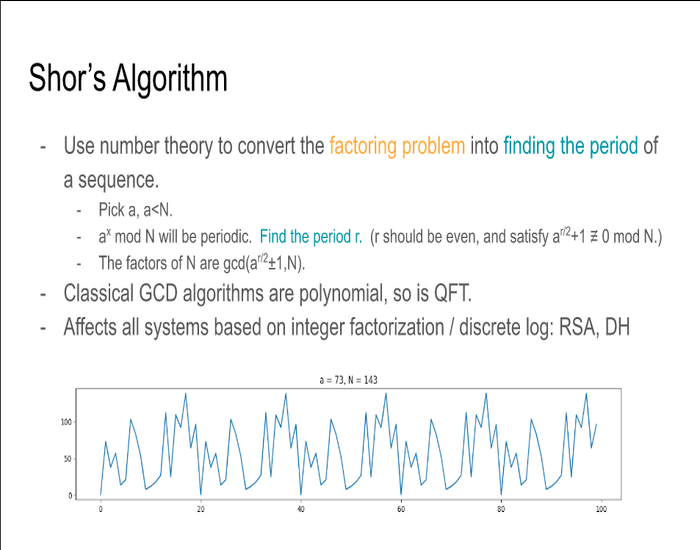 Shor's Algorithm
- Use number theory to convert the factoring problem into finding the period of
a sequence.
- Pick a, a<N.
- aˣ mod N will be periodic. Find the period r. (r should be even, and satisfy a^(r/2)+1 ≢ 0 mod N.)
- The factors of N are gcd(a^(r/2)±1,N).
- Classical GCD algorithms are polynomial, so is QFT.
- Affects all systems based on integer factorization / discrete log: RSA, DH
a = 73, N = 143
100
50
0
0 20 40 60 80 100